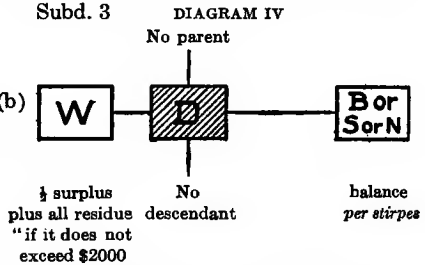 Subd. 3 DIAGRAM IV
No parent
(b) W D B or
S or N
½ surplus No balance
plus all residue descendant per stirpes
"if it does not
exceed $2000